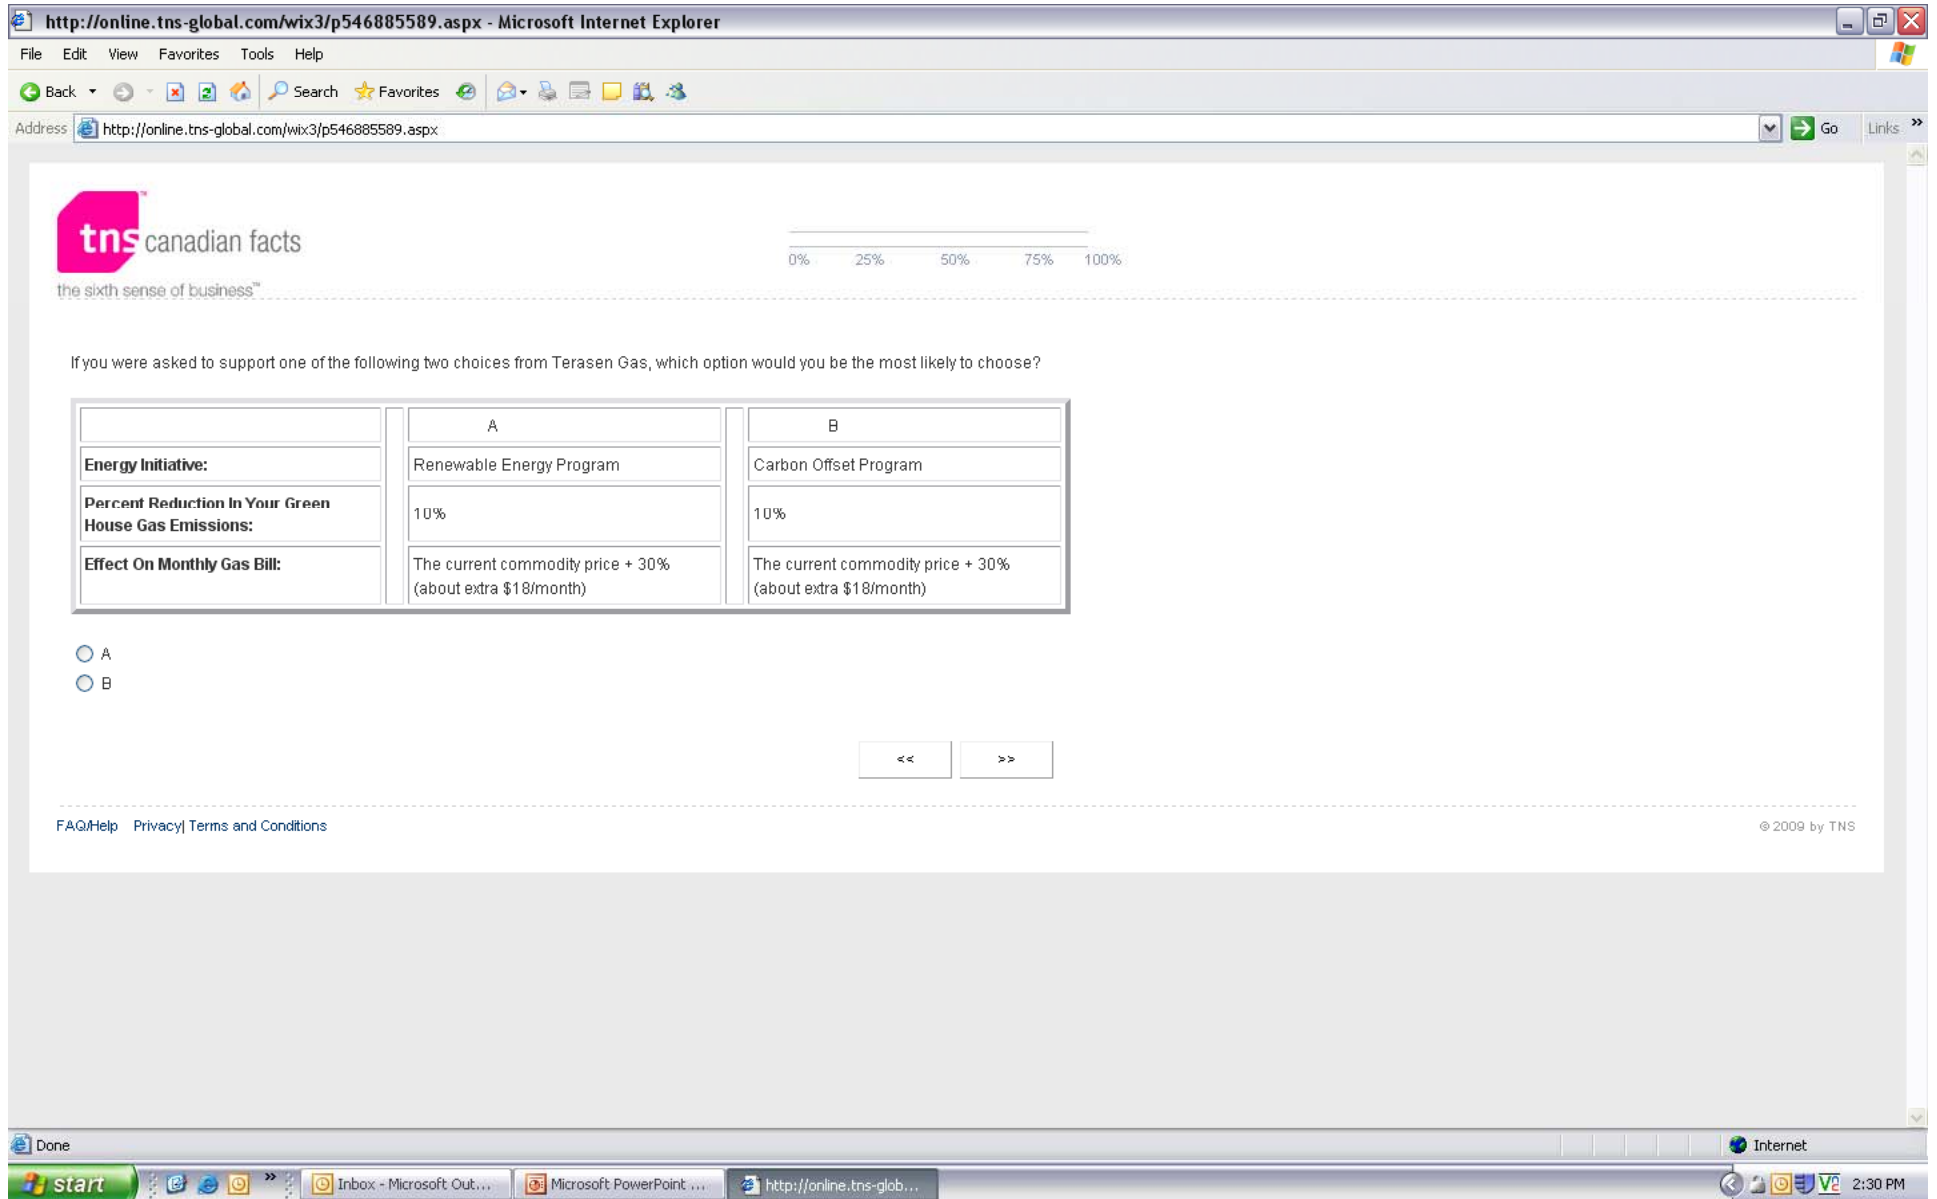 http://online.tns-global.com/wix3/p546885589.aspx - Microsoft Internet Explorer
File Edit View Favorites Tools Help
Back Search Favorites
Address http://online.tns-global.com/wix3/p546885589.aspx Go Links »
tns canadian facts
the sixth sense of business™
0% 25% 50% 75% 100%
If you were asked to support one of the following two choices from Terasen Gas, which option would you be the most likely to choose?
A B
Energy Initiative: Renewable Energy Program Carbon Offset Program
Percent Reduction In Your Green
House Gas Emissions: 10% 10%
Effect On Monthly Gas Bill: The current commodity price + 30% The current commodity price + 30%
(about extra $18/month) (about extra $18/month)
A
B
<< >>
FAQ/Help Privacy| Terms and Conditions © 2009 by TNS
Done Internet
start » Inbox - Microsoft Out... Microsoft PowerPoint ... http://online.tns-glob... 2:30 PM